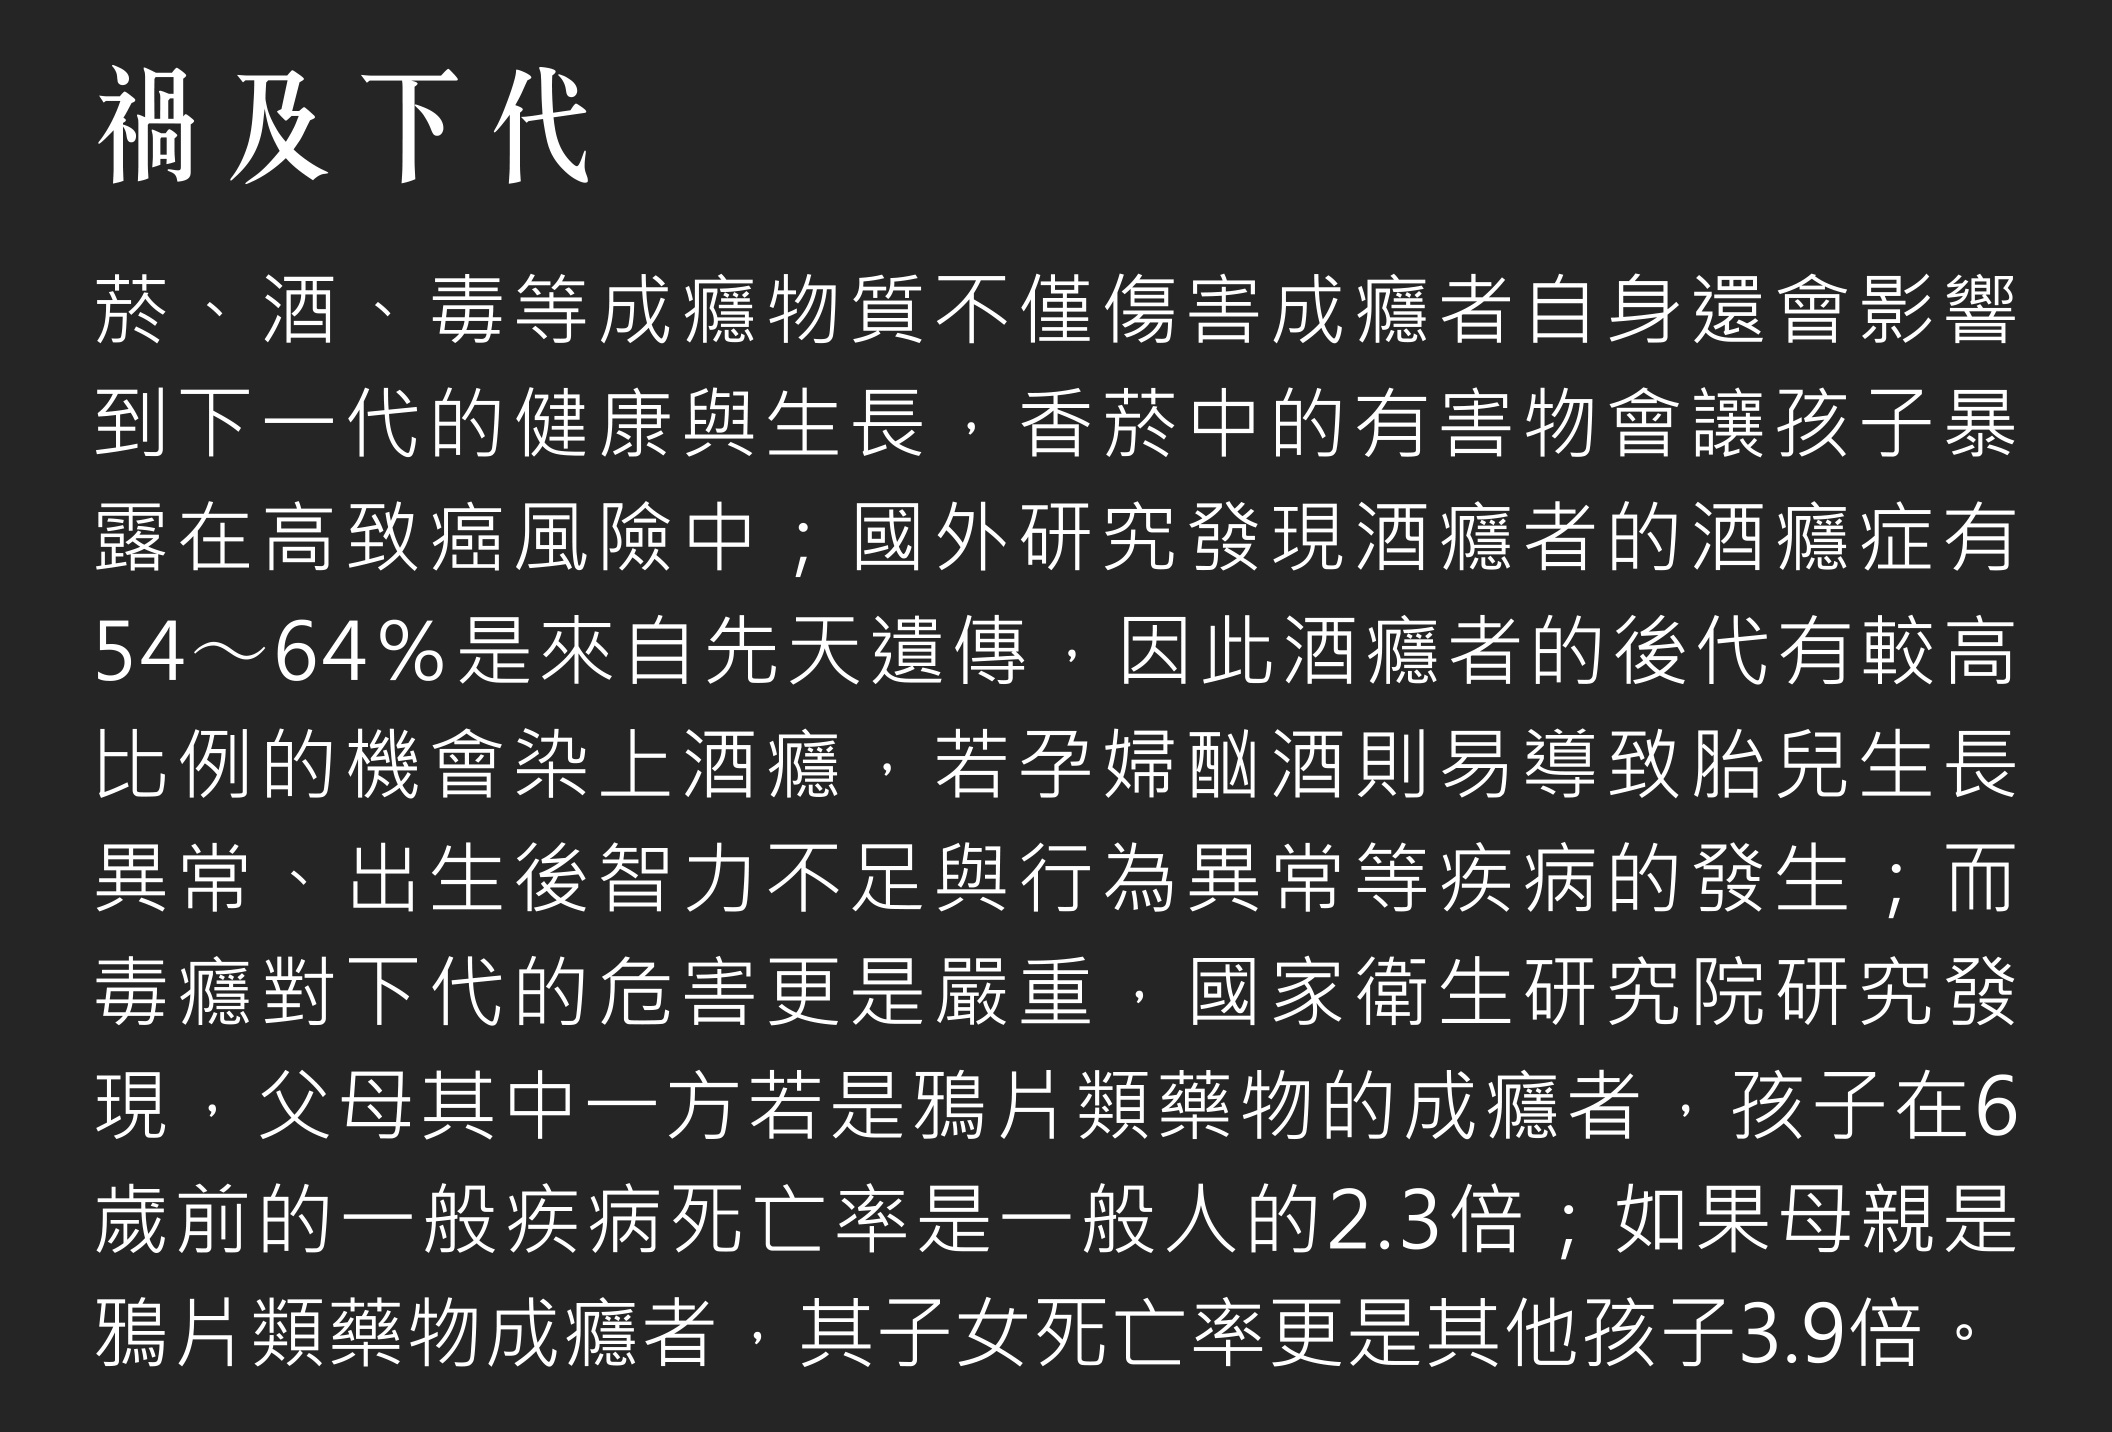 禍及下代
菸、酒、毒等成癮物質不僅傷害成癮者自身還會影響
到下一代的健康與生長，香菸中的有害物會讓孩子暴
露在高致癌風險中；國外研究發現酒癮者的酒癮症有
54～64%是來自先天遺傳，因此酒癮者的後代有較高
比例的機會染上酒癮，若孕婦酗酒則易導致胎兒生長
異常、出生後智力不足與行為異常等疾病的發生；而
毒癮對下代的危害更是嚴重，國家衛生研究院研究發
現，父母其中一方若是鴉片類藥物的成癮者，孩子在6
歲前的一般疾病死亡率是一般人的2.3倍；如果母親是
鴉片類藥物成癮者，其子女死亡率更是其他孩子3.9倍。